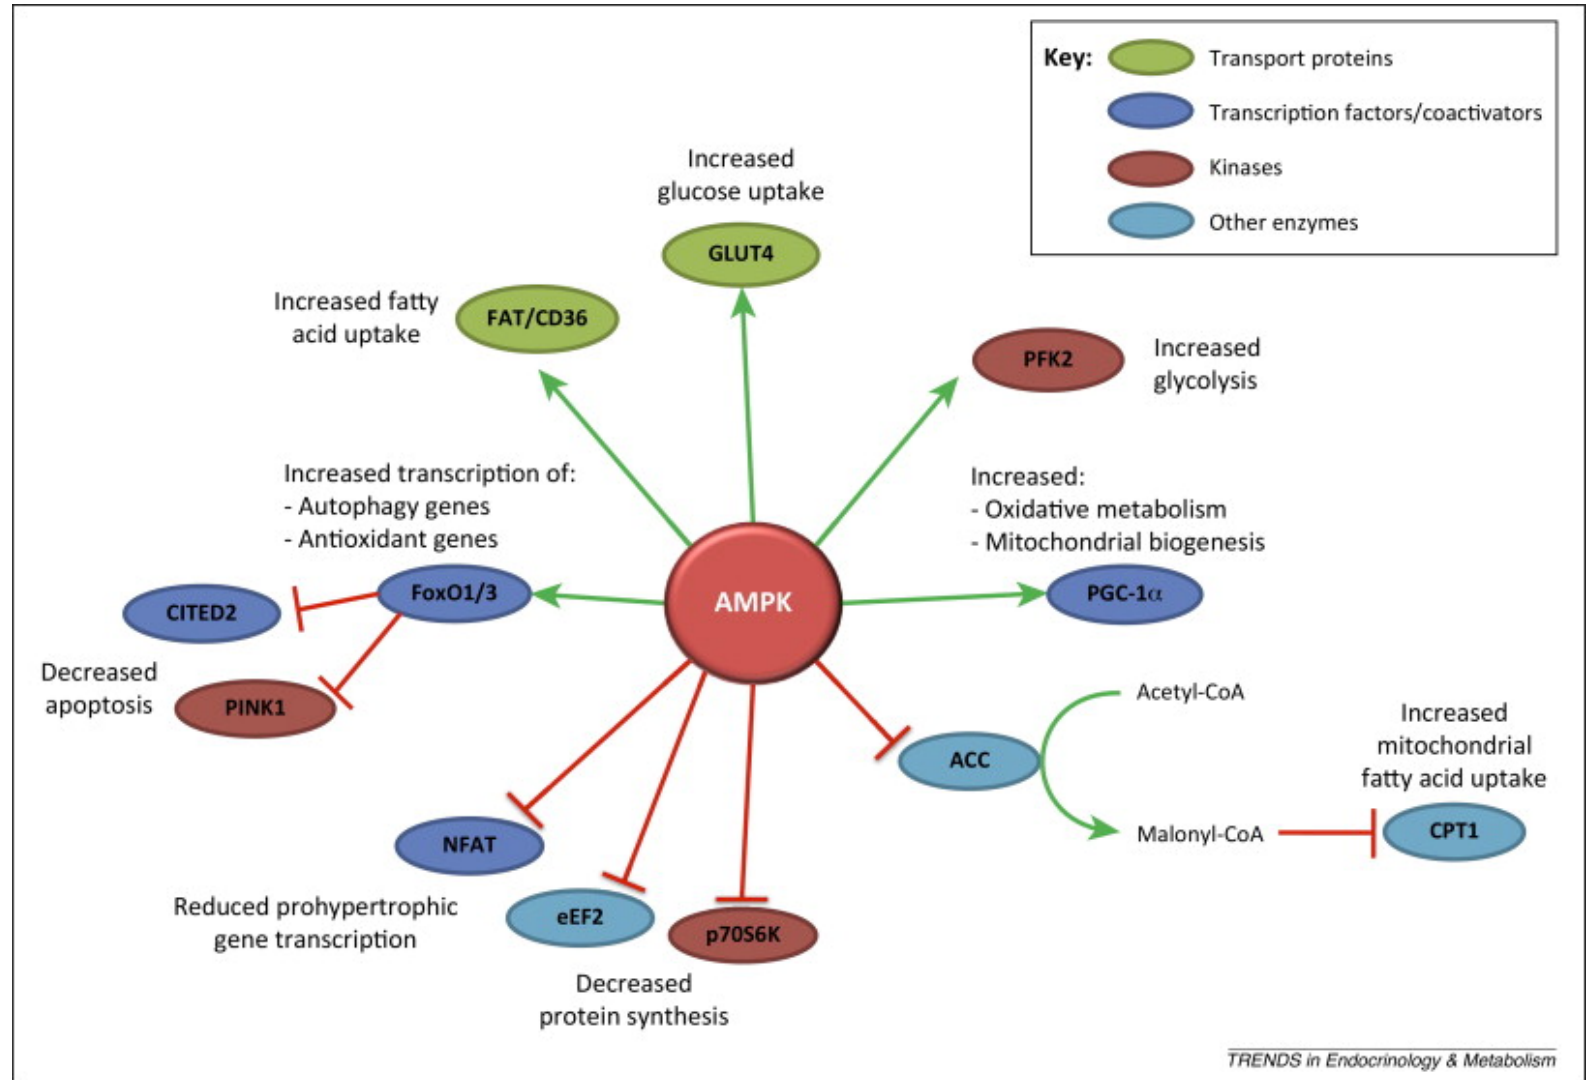 Key:
Transport proteins
Transcription factors/coactivators
Kinases
Other enzymes
Increased
glucose uptake
GLUT4
Increased fatty
acid uptake
FAT/CD36
PFK2
Increased
glycolysis
Increased transcription of:
- Autophagy genes
- Antioxidant genes
Increased:
- Oxidative metabolism
- Mitochondrial biogenesis
CITED2
FoxO1/3
AMPK
PGC-1α
Decreased
apoptosis
PINK1
Acetyl-CoA
ACC
Malonyl-CoA
Increased
mitochondrial
fatty acid uptake
CPT1
NFAT
Reduced prohypertrophic
gene transcription
eEF2
p70S6K
Decreased
protein synthesis
TRENDS in Endocrinology & Metabolism